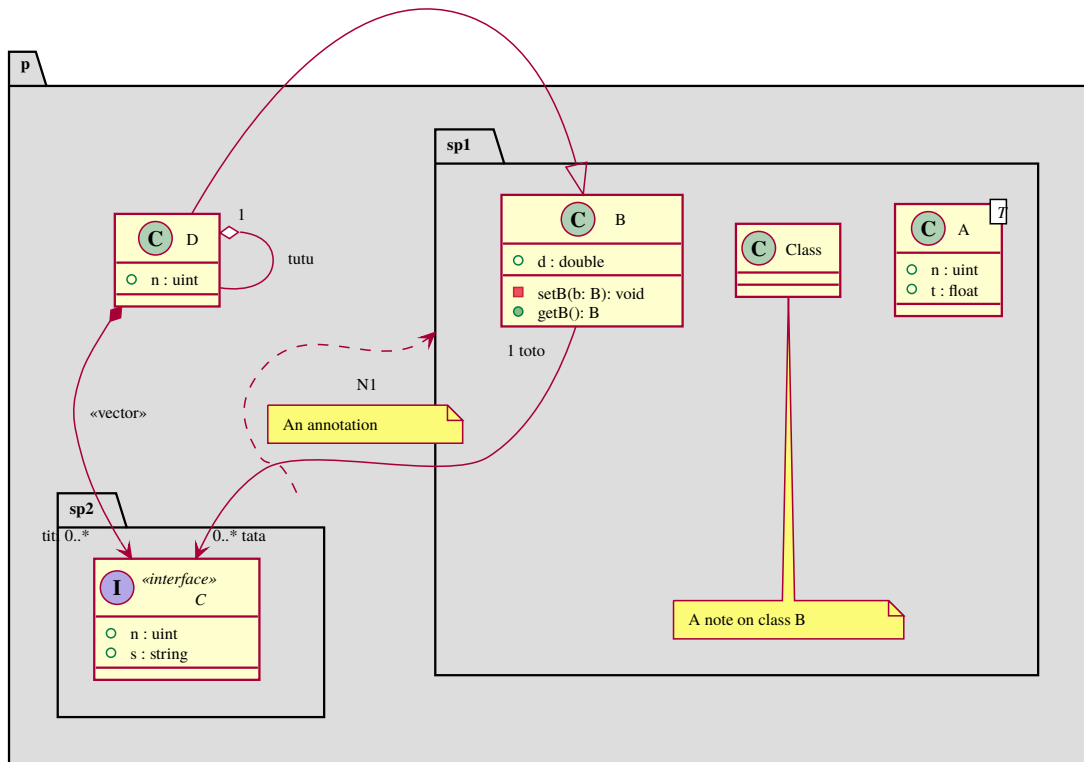 p
sp1
C B
d : double
setB(b: B): void
getB(): B
C Class
T
C A
n : uint
t : float
1
C D
n : uint
tutu
1 toto
N1
An annotation
«vector»
sp2
titi 0..*
0..* tata
I «interface»
C
n : uint
s : string
A note on class B